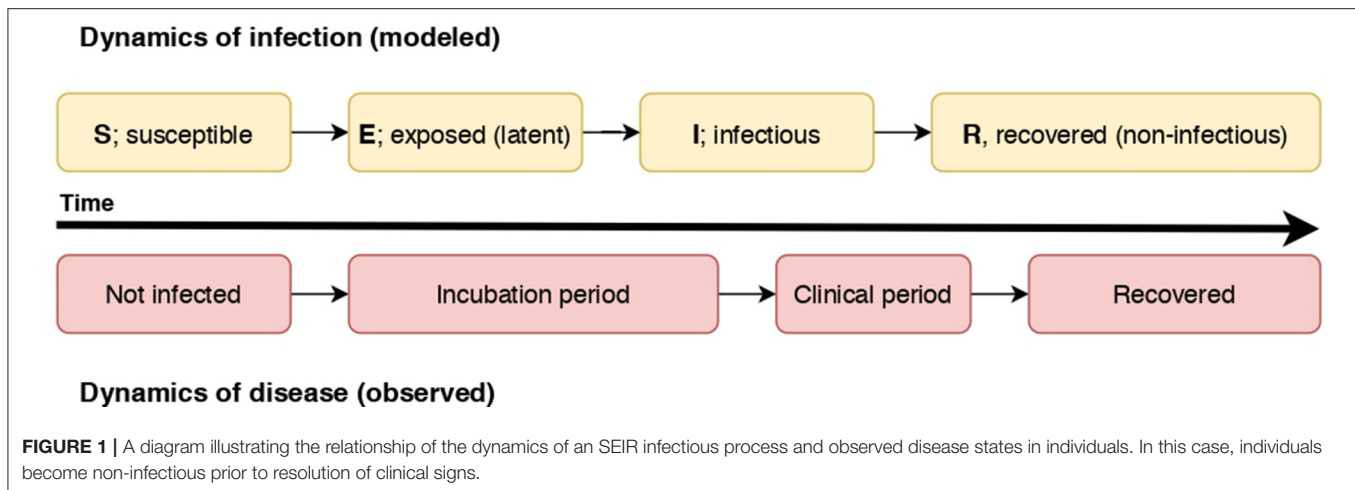 Dynamics of infection (modeled)
S; susceptible
E; exposed (latent)
I; infectious
R, recovered (non-infectious)
Time
Not infected
Incubation period
Clinical period
Recovered
Dynamics of disease (observed)
FIGURE 1 | A diagram illustrating the relationship of the dynamics of an SEIR infectious process and observed disease states in individuals. In this case, individuals
become non-infectious prior to resolution of clinical signs.